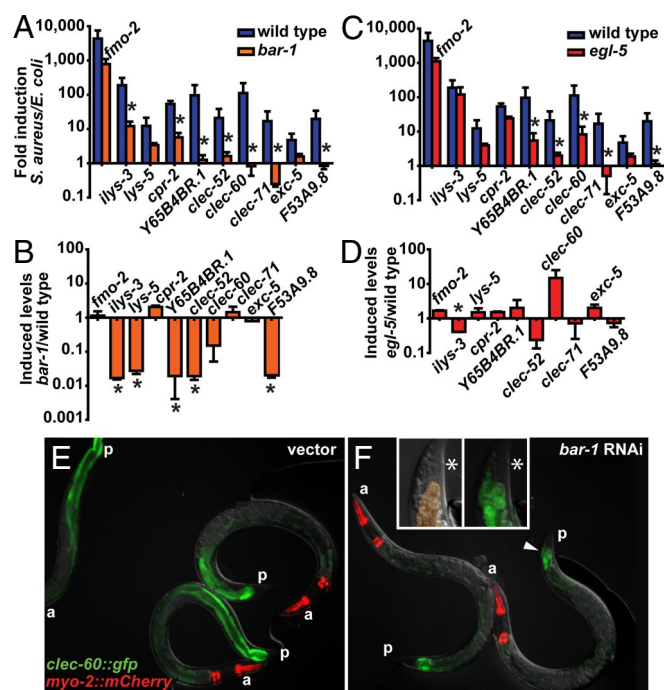 A
Fold induction
S. aureus/E. coli
10,000
1,000
100
10
1
0.1
wild type
bar-1
fmo-2
ilys-3
lys-5
cpr-2
Y65B4BR.1
clec-52
clec-60
clec-71
exc-5
F53A9.8
* * * * * * * *
C
10,000
1,000
100
10
1
0.1
wild type
egl-5
fmo-2
ilys-3
lys-5
cpr-2
Y65B4BR.1
clec-52
clec-60
clec-71
exc-5
F53A9.8
* * * * *
B
Induced levels
bar-1/wild type
100
10
1
0.1
0.01
0.001
fmo-2
ilys-3
lys-5
cpr-2
Y65B4BR.1
clec-52
clec-60
clec-71
exc-5
F53A9.8
* * * * *
D
Induced levels
egl-5/wild type
100
10
1
0.1
0.01
fmo-2
ilys-3
*
lys-5
cpr-2
Y65B4BR.1
clec-52
clec-60
clec-71
exc-5
F53A9.8
E
vector
p
a
p
a
p
a
clec-60::gfp
myo-2::mCherry
F
bar-1 RNAi
* *
a
p
a
p